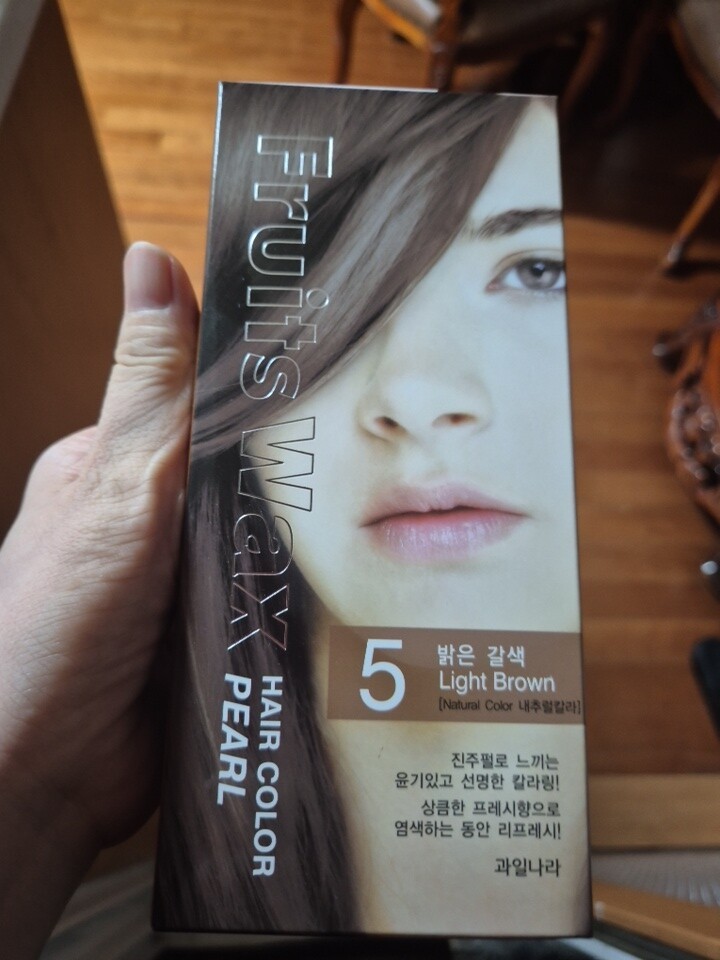 Fruits Wax
HAIR COLOR
PEARL
5
밝은 갈색
Light Brown
[Natural Color 내추럴칼라]
진주펄로 느끼는
윤기있고 선명한 칼라링!
상큼한 프레시향으로
염색하는 동안 리프레시!
과일나라